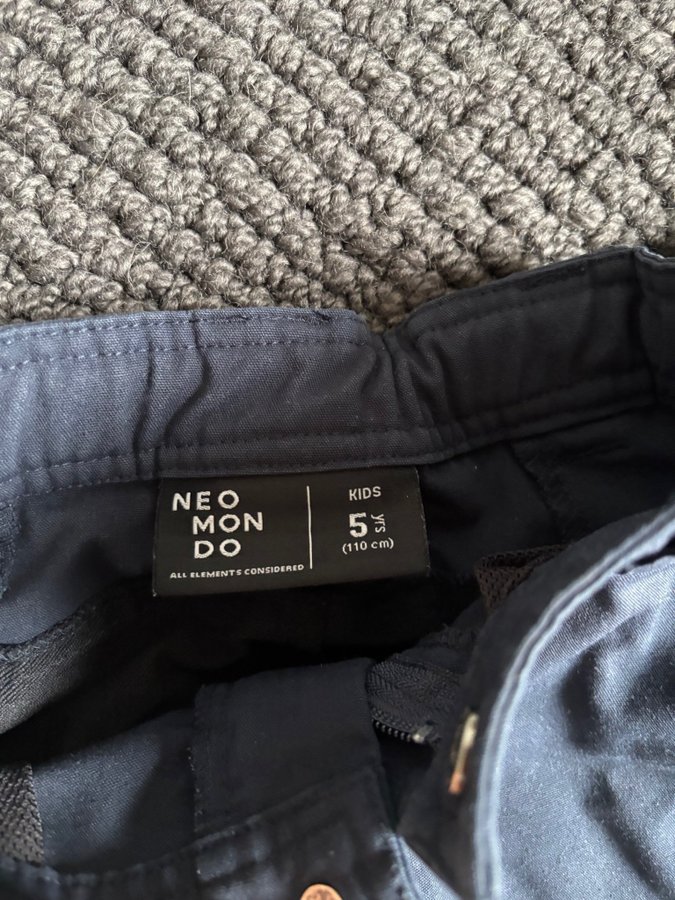 NEO
MON
DO
ALL ELEMENTS CONSIDERED
KIDS
5 yrs
(110 cm)